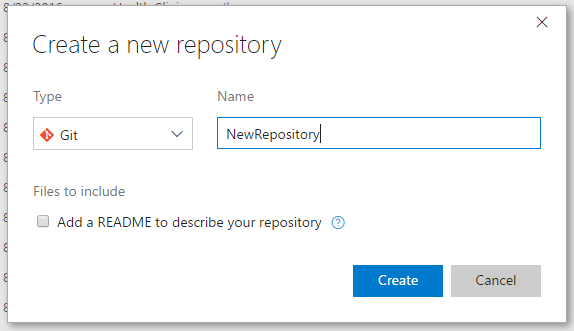 Create a new repository
Type
Name
Git
NewRepository
Files to include
Add a README to describe your repository
Create
Cancel